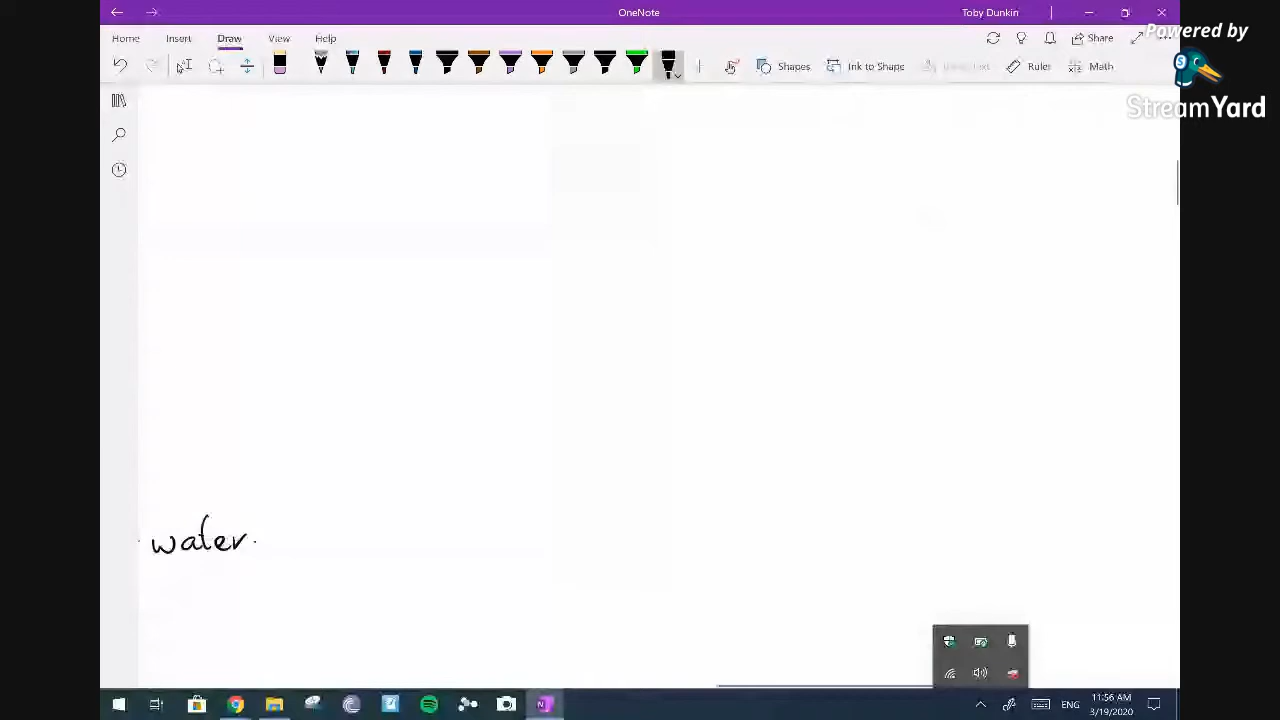 OneNote
Toby Dunkin
Powered by
StreamYard
Home Insert Draw View Help
Share
Shapes Ink to Shape Ruler Math
water.
ENG
11:56 AM
3/19/2020